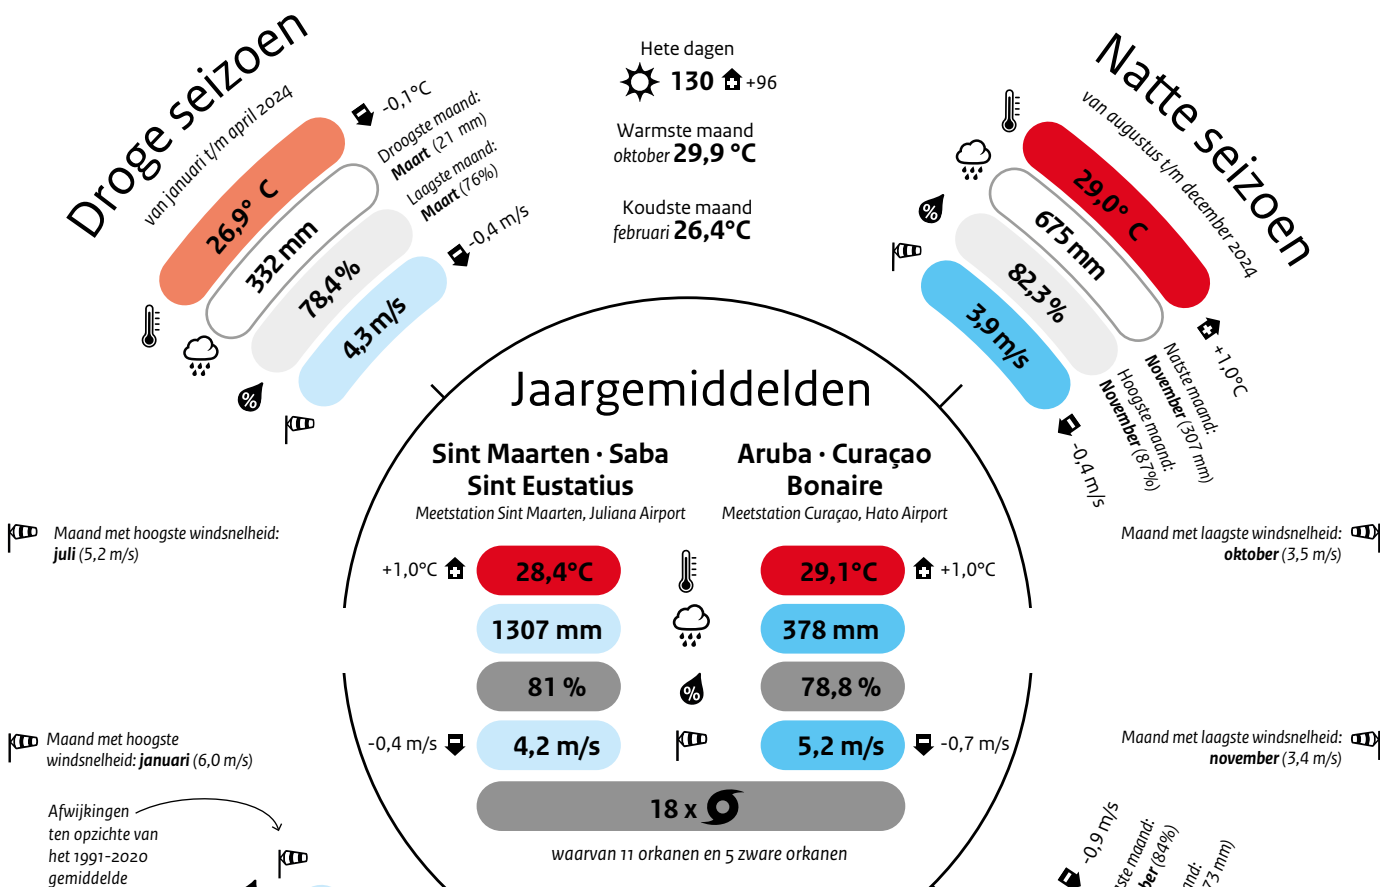 Droge seizoen
van januari t/m april 2024
-0,1°C
26,9° C
Droogste maand:
Maart (21 mm)
332 mm
Laagste maand:
Maart (76%)
78,4%
-0,4 m/s
4,3 m/s
%
Hete dagen
130 +96
Warmste maand
oktober 29,9 °C
Koudste maand
februari 26,4°C
Natte seizoen
van augustus t/m december 2024
29,0° C
+1,0°C
675 mm
Natste maand:
November (307 mm)
%
82,3%
Hoogste maand:
November (87%)
3,9 m/s
-0,4 m/s
Jaargemiddelden
Sint Maarten · Saba
Sint Eustatius
Meetstation Sint Maarten, Juliana Airport
Aruba · Curaçao
Bonaire
Meetstation Curaçao, Hato Airport
+1,0°C 28,4°C 29,1°C +1,0°C
1307 mm 378 mm
81 % % 78,8 %
-0,4 m/s 4,2 m/s 5,2 m/s -0,7 m/s
18 x
waarvan 11 orkanen en 5 zware orkanen
Maand met hoogste windsnelheid:
juli (5,2 m/s)
Maand met laagste windsnelheid:
oktober (3,5 m/s)
Maand met hoogste
windsnelheid: januari (6,0 m/s)
Maand met laagste windsnelheid:
november (3,4 m/s)
Afwijkingen
ten opzichte van
het 1991-2020
gemiddelde
-0,9 m/s
maand:
(84%)
73 mm)